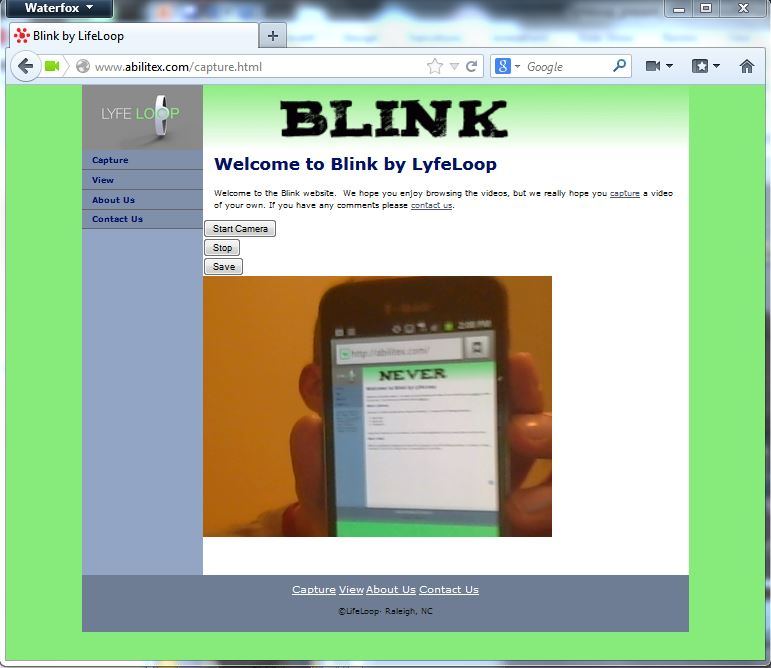 Waterfox
Blink by LifeLoop
www.abilitex.com/capture.html
Google
LYFE LOOP
BLINK
Capture
View
About Us
Contact Us
Welcome to Blink by LyfeLoop
Welcome to the Blink website. We hope you enjoy browsing the videos, but we really hope you capture a video
of your own. If you have any comments please contact us.
Start Camera
Stop
Save
2:08 PM
http://abilitex.com/
NEVER
Capture View About Us Contact Us
©LifeLoop- Raleigh, NC